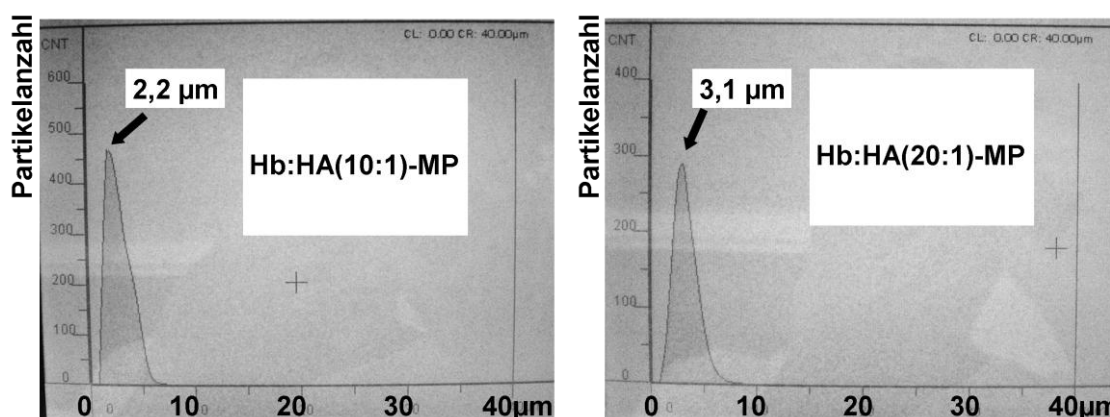 Partikelanzahl
CNT
CL: 0.00 CR: 40.00µm
600
500
400
300
200
100
0
2,2 µm
Hb:HA(10:1)-MP
0 10 20 30 40µm
Partikelanzahl
CNT
CL: 0.00 CR: 40.00µm
400
300
200
100
0
3,1 µm
Hb:HA(20:1)-MP
0 10 20 30 40µm